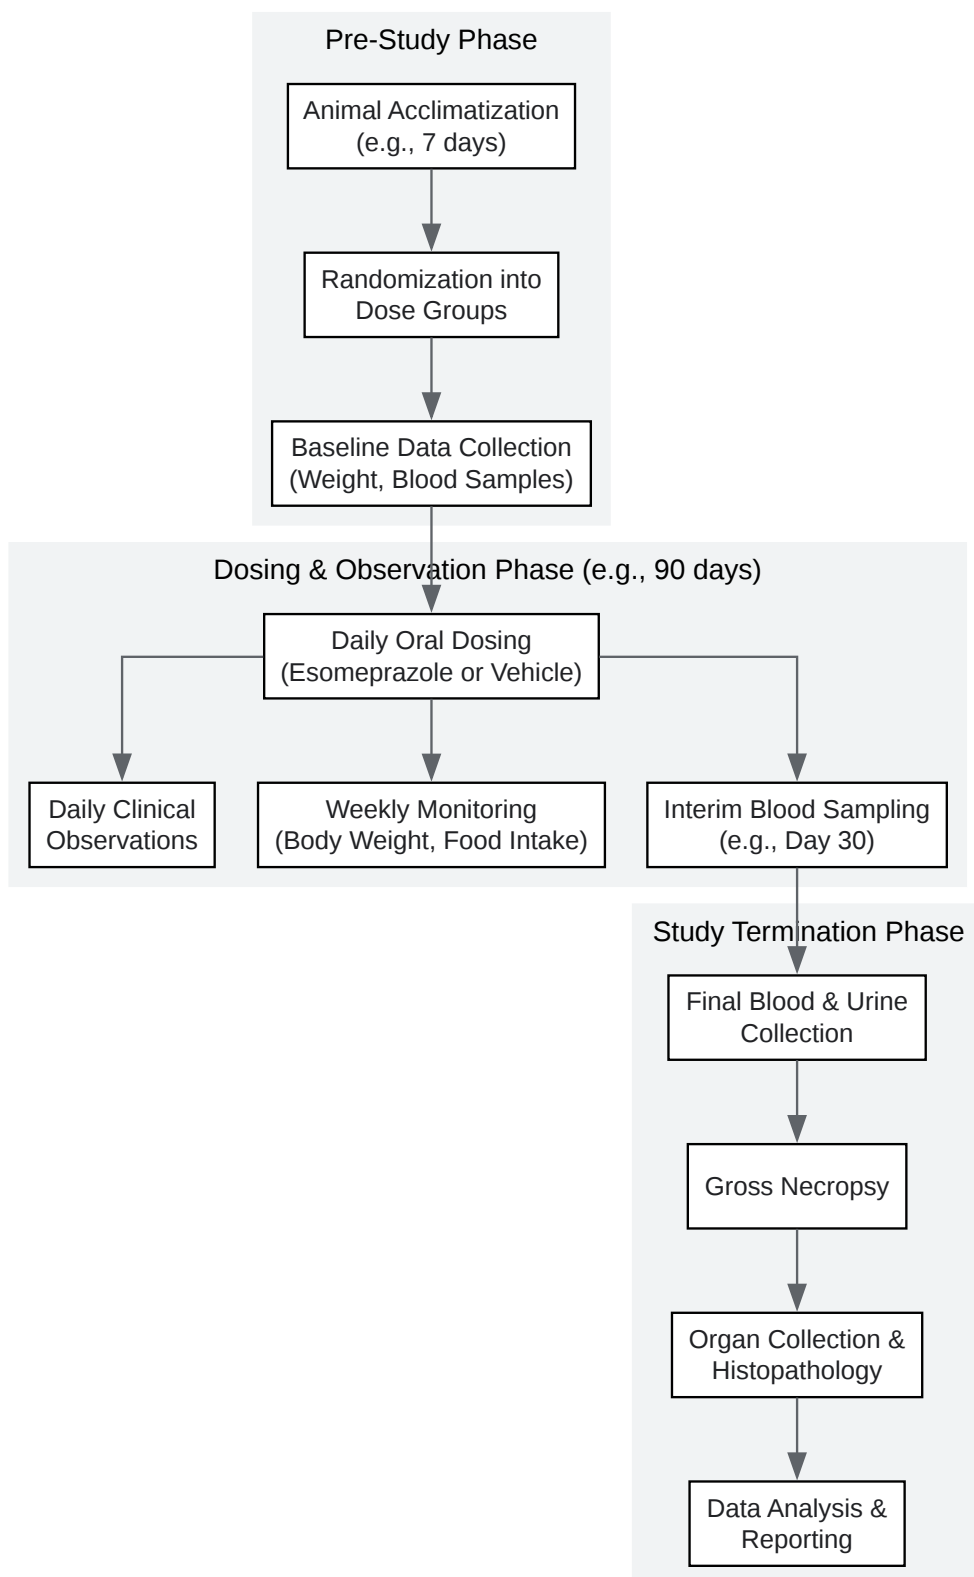 Pre-Study Phase
Animal Acclimatization
(e.g., 7 days)
Randomization into
Dose Groups
Baseline Data Collection
(Weight, Blood Samples)
Dosing & Observation Phase (e.g., 90 days)
Daily Oral Dosing
(Esomeprazole or Vehicle)
Daily Clinical
Observations
Weekly Monitoring
(Body Weight, Food Intake)
Interim Blood Sampling
(e.g., Day 30)
Study Termination Phase
Final Blood & Urine
Collection
Gross Necropsy
Organ Collection &
Histopathology
Data Analysis &
Reporting